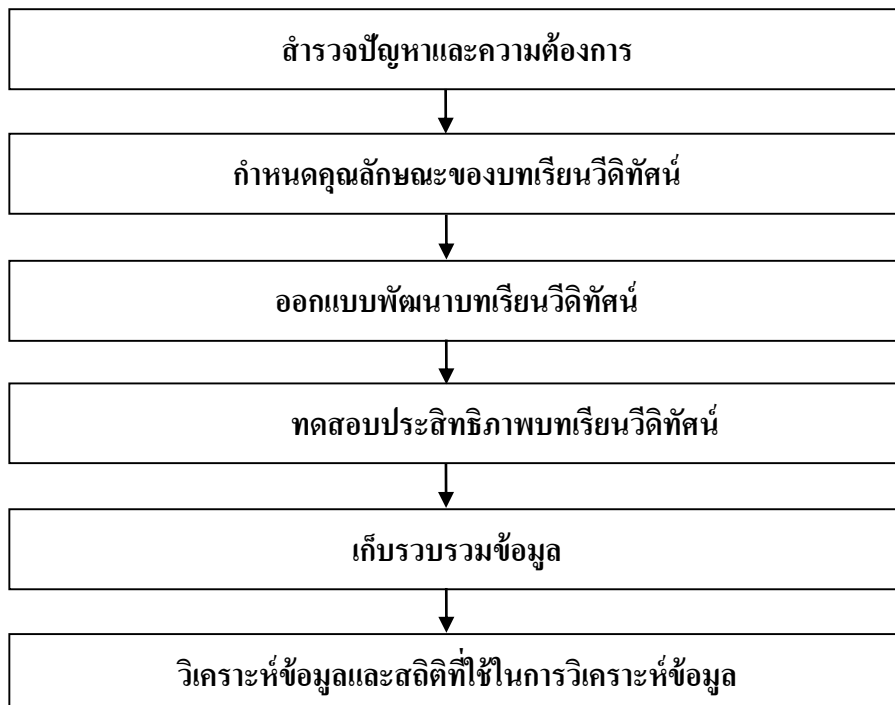 สำรวจปัญหาและความต้องการ
กำหนดคุณลักษณะของบทเรียนวีดิทัศน์
ออกแบบพัฒนาบทเรียนวีดิทัศน์
ทดสอบประสิทธิภาพบทเรียนวีดิทัศน์
เก็บรวบรวมข้อมูล
วิเคราะห์ข้อมูลและสถิติที่ใช้ในการวิเคราะห์ข้อมูล